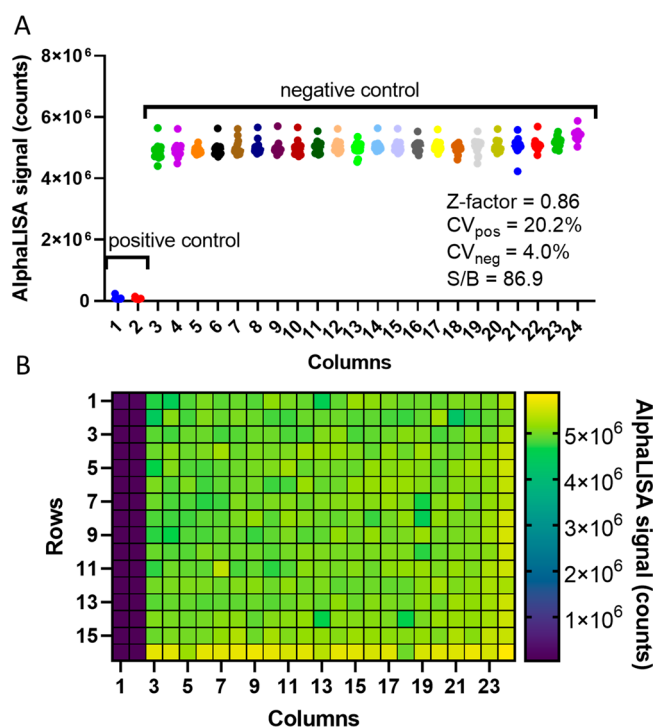 A
AlphaLISA signal (counts)
8×10⁶
6×10⁶
4×10⁶
2×10⁶
0
negative control
positive control
Z-factor = 0.86
CVpos = 20.2%
CVneg = 4.0%
S/B = 86.9
1 2 3 4 5 6 7 8 9 10 11 12 13 14 15 16 17 18 19 20 21 22 23 24
Columns
B
Rows
1
3
5
7
9
11
13
15
1 3 5 7 9 11 13 15 17 19 21 23
Columns
5×10⁶
4×10⁶
3×10⁶
2×10⁶
1×10⁶
AlphaLISA signal (counts)